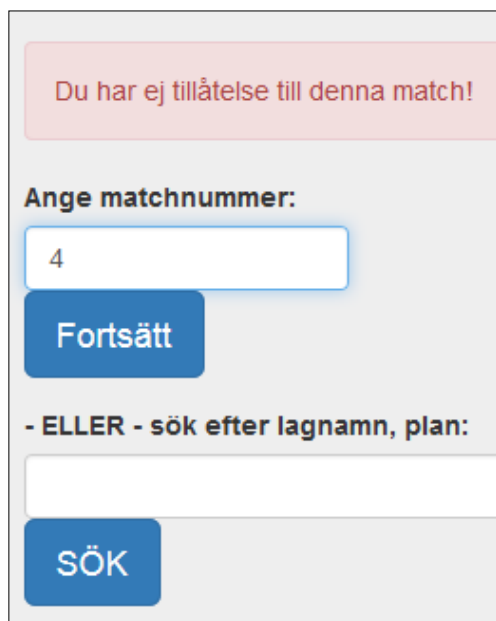 Du har ej tillåtelse till denna match!
Ange matchnummer:
4
Fortsätt
- ELLER - sök efter lagnamn, plan:
SÖK